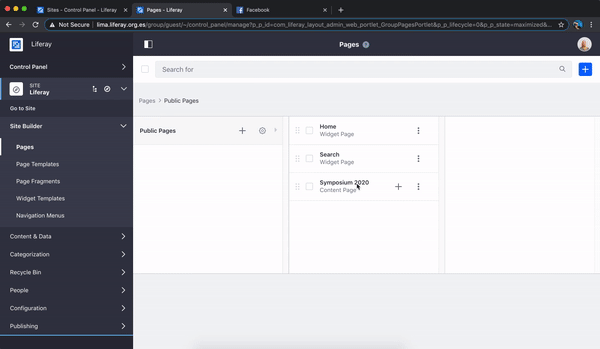 Sites - Control Panel - Liferay
Pages - Liferay
Facebook
Not Secure
lima.liferay.org.es/group/guest/~/control_panel/manage?p_p_id=com_liferay_layout_admin_web_portlet_GroupPagesPortlet&p_p_lifecycle=0&p_p_state=maximized&...
Liferay
Pages
Control Panel
Search for
SITE
Liferay
Go to Site
Pages > Public Pages
Site Builder
Public Pages
Home
Widget Page
Pages
Search
Widget Page
Page Templates
Page Fragments
Symposium 2020
Content Page
Widget Templates
Navigation Menus
Content & Data
Categorization
Recycle Bin
People
Configuration
Publishing